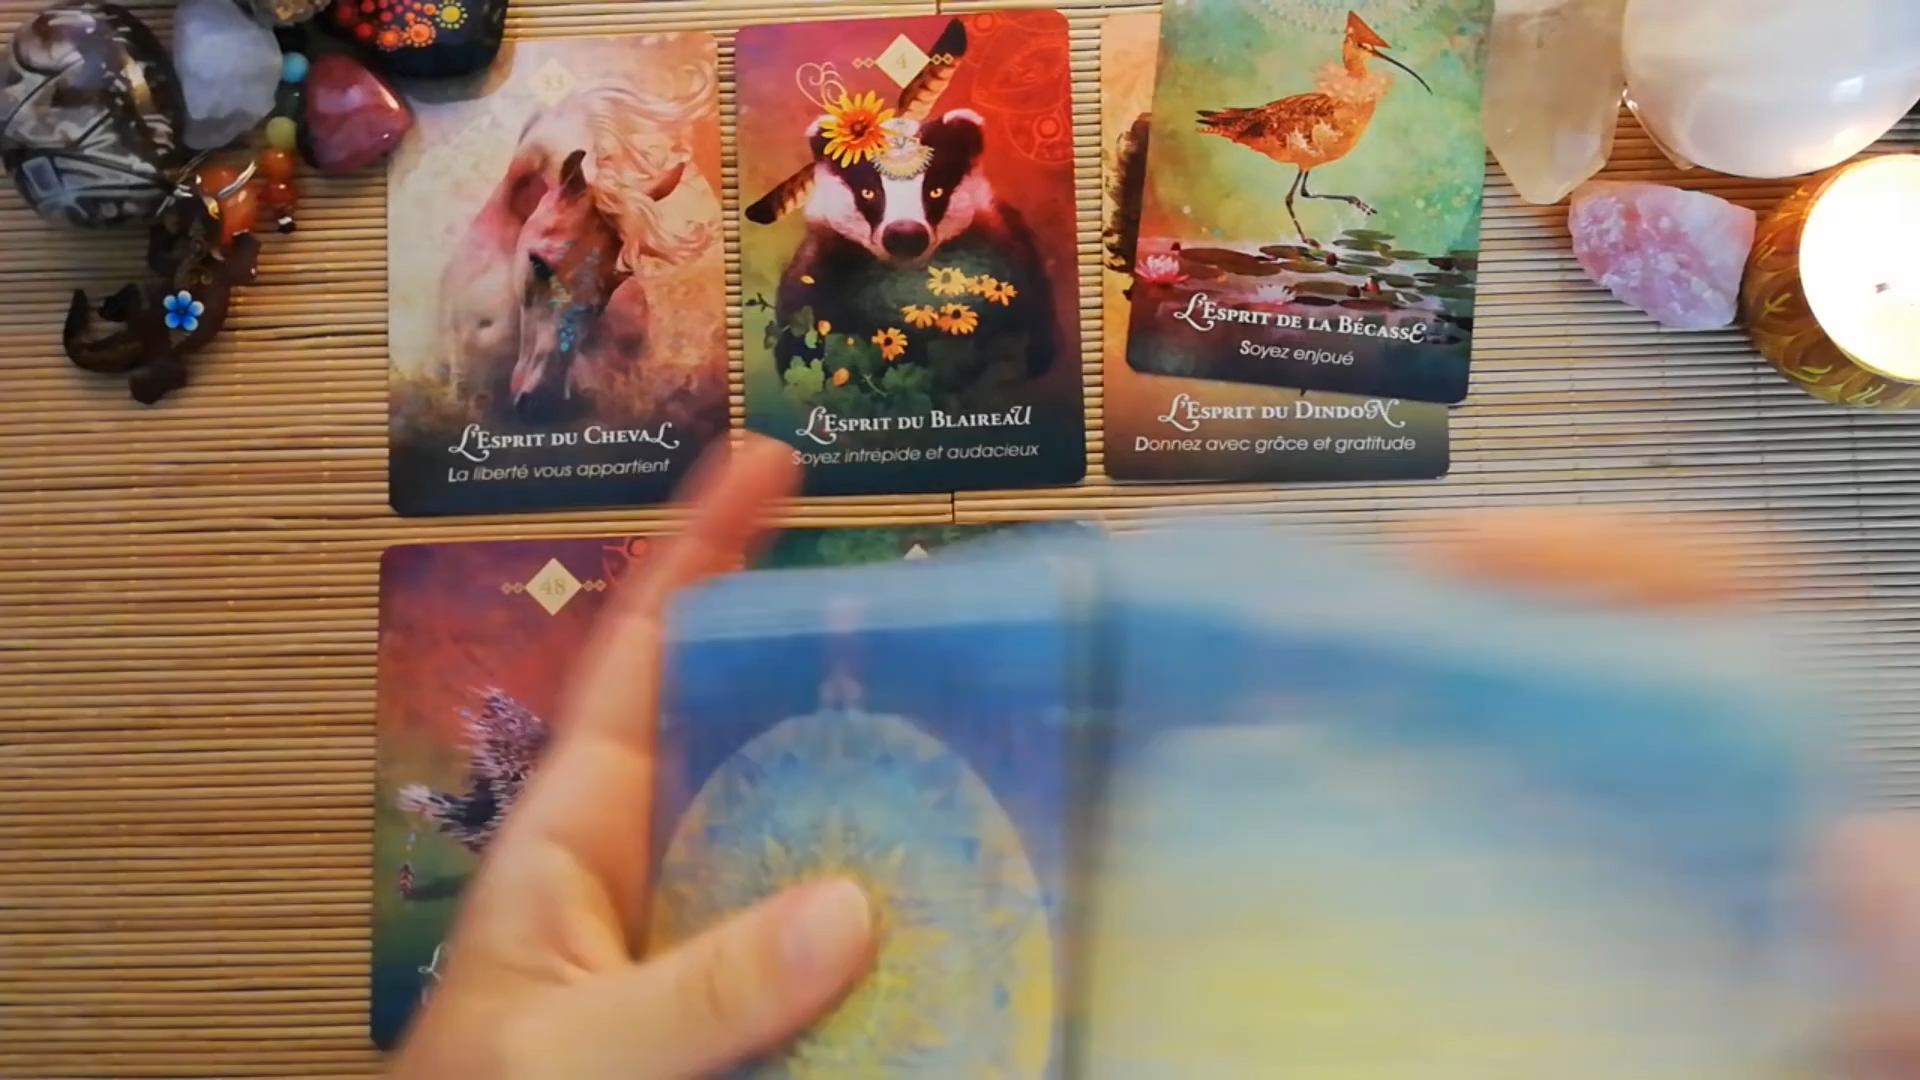 33
L'Esprit du Cheval
La liberté vous appartient
4
L'Esprit du Blaireau
Soyez intrépide et audacieux
L'Esprit de la Bécasse
Soyez enjoué
L'Esprit du Dindon
Donnez avec grâce et gratitude
48